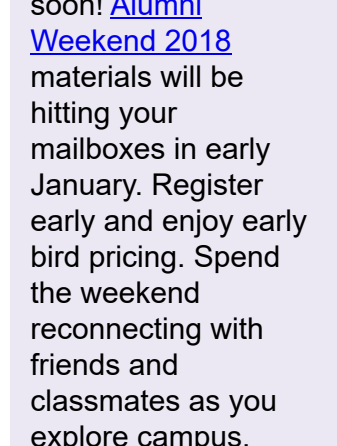 soon! Alumni
Weekend 2018
materials will be
hitting your
mailboxes in early
January. Register
early and enjoy early
bird pricing. Spend
the weekend
reconnecting with
friends and
classmates as you
explore campus,